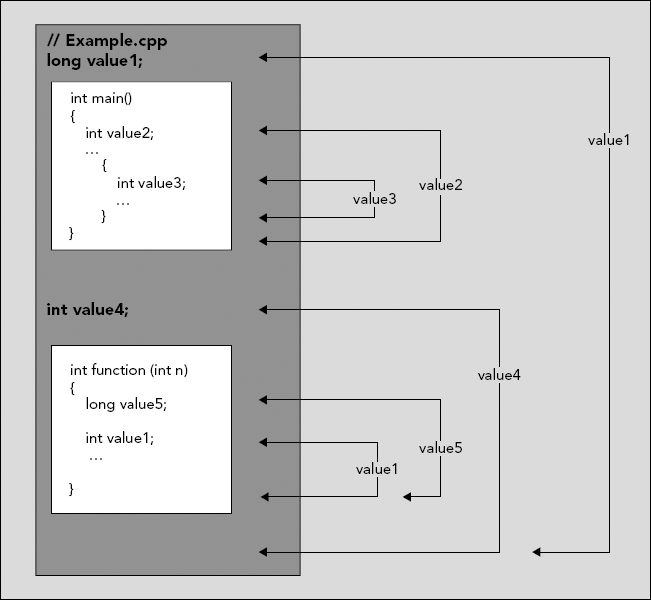 // Example.cpp
long value1;
int main()
{
int value2;
...
{
int value3;
...
}
}
int value4;
int function (int n)
{
long value5;
int value1;
...
}
value1
value2
value3
value4
value5
value1